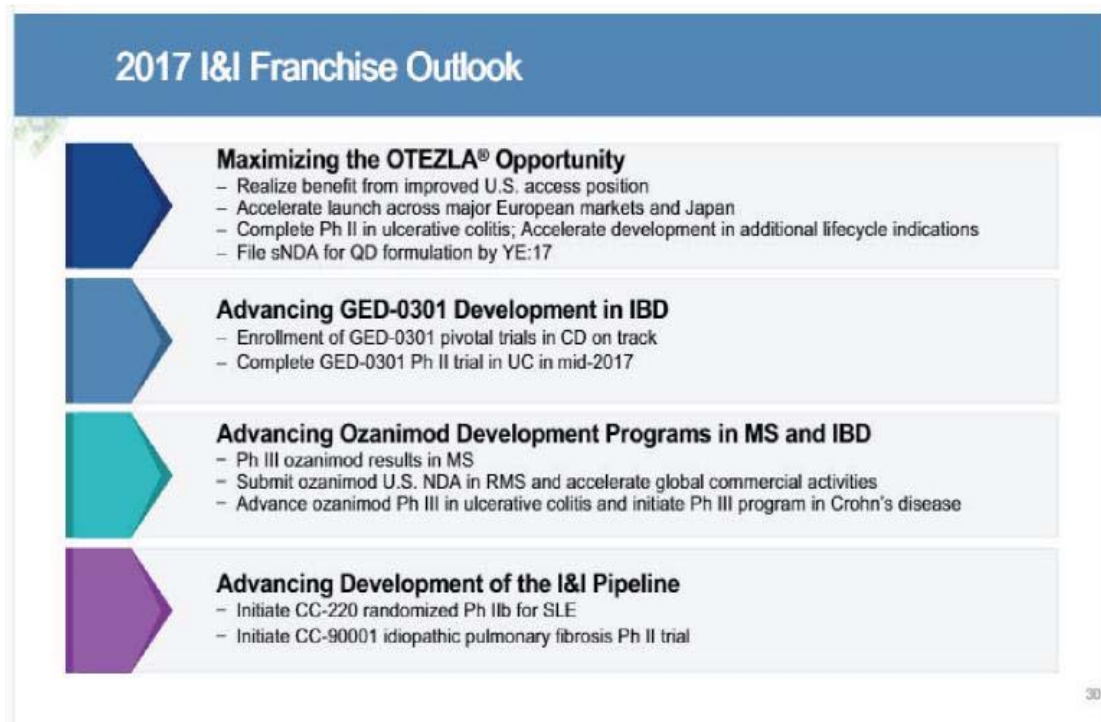 2017 I&I Franchise Outlook
Maximizing the OTEZLA® Opportunity
– Realize benefit from improved U.S. access position
– Accelerate launch across major European markets and Japan
– Complete Ph II in ulcerative colitis; Accelerate development in additional lifecycle indications
– File sNDA for QD formulation by YE:17
Advancing GED-0301 Development in IBD
– Enrollment of GED-0301 pivotal trials in CD on track
– Complete GED-0301 Ph II trial in UC in mid-2017
Advancing Ozanimod Development Programs in MS and IBD
– Ph III ozanimod results in MS
– Submit ozanimod U.S. NDA in RMS and accelerate global commercial activities
– Advance ozanimod Ph III in ulcerative colitis and initiate Ph III program in Crohn's disease
Advancing Development of the I&I Pipeline
– Initiate CC-220 randomized Ph IIb for SLE
– Initiate CC-90001 idiopathic pulmonary fibrosis Ph II trial
30